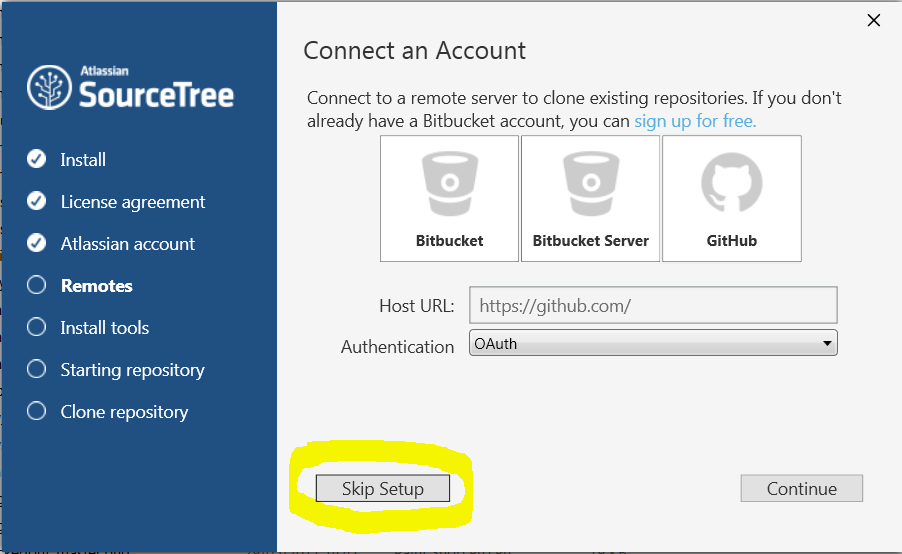 Connect an Account
Atlassian
SourceTree
Connect to a remote server to clone existing repositories. If you don't
already have a Bitbucket account, you can sign up for free.
Install
License agreement
Atlassian account
Remotes
Install tools
Starting repository
Clone repository
Bitbucket
Bitbucket Server
GitHub
Host URL: https://github.com/
Authentication OAuth
Skip Setup
Continue